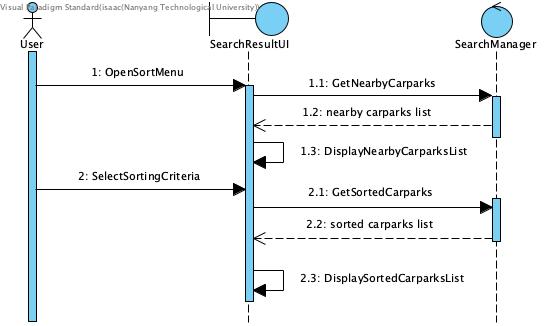 Visual Paradigm Standard(isaac(Nanyang Technological University))
User
SearchResultUI
SearchManager
1: OpenSortMenu
1.1: GetNearbyCarparks
1.2: nearby carparks list
1.3: DisplayNearbyCarparksList
2: SelectSortingCriteria
2.1: GetSortedCarparks
2.2: sorted carparks list
2.3: DisplaySortedCarparksList